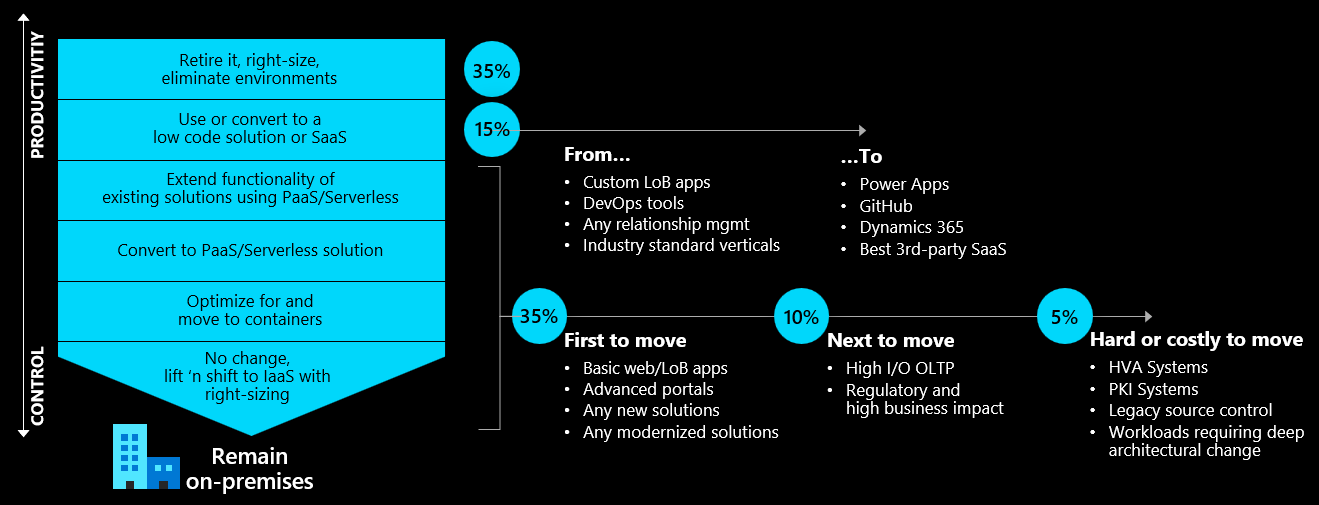 PRODUCTIVITIY
CONTROL
Retire it, right-size,
eliminate environments
35%
Use or convert to a
low code solution or SaaS
15%
Extend functionality of
existing solutions using PaaS/Serverless
Convert to PaaS/Serverless solution
Optimize for and
move to containers
No change,
lift ‘n shift to IaaS with
right-sizing
Remain
on-premises
From...
• Custom LoB apps
• DevOps tools
• Any relationship mgmt
• Industry standard verticals
...To
• Power Apps
• GitHub
• Dynamics 365
• Best 3rd-party SaaS
35%
First to move
• Basic web/LoB apps
• Advanced portals
• Any new solutions
• Any modernized solutions
10%
Next to move
• High I/O OLTP
• Regulatory and
high business impact
5%
Hard or costly to move
• HVA Systems
• PKI Systems
• Legacy source control
• Workloads requiring deep
architectural change